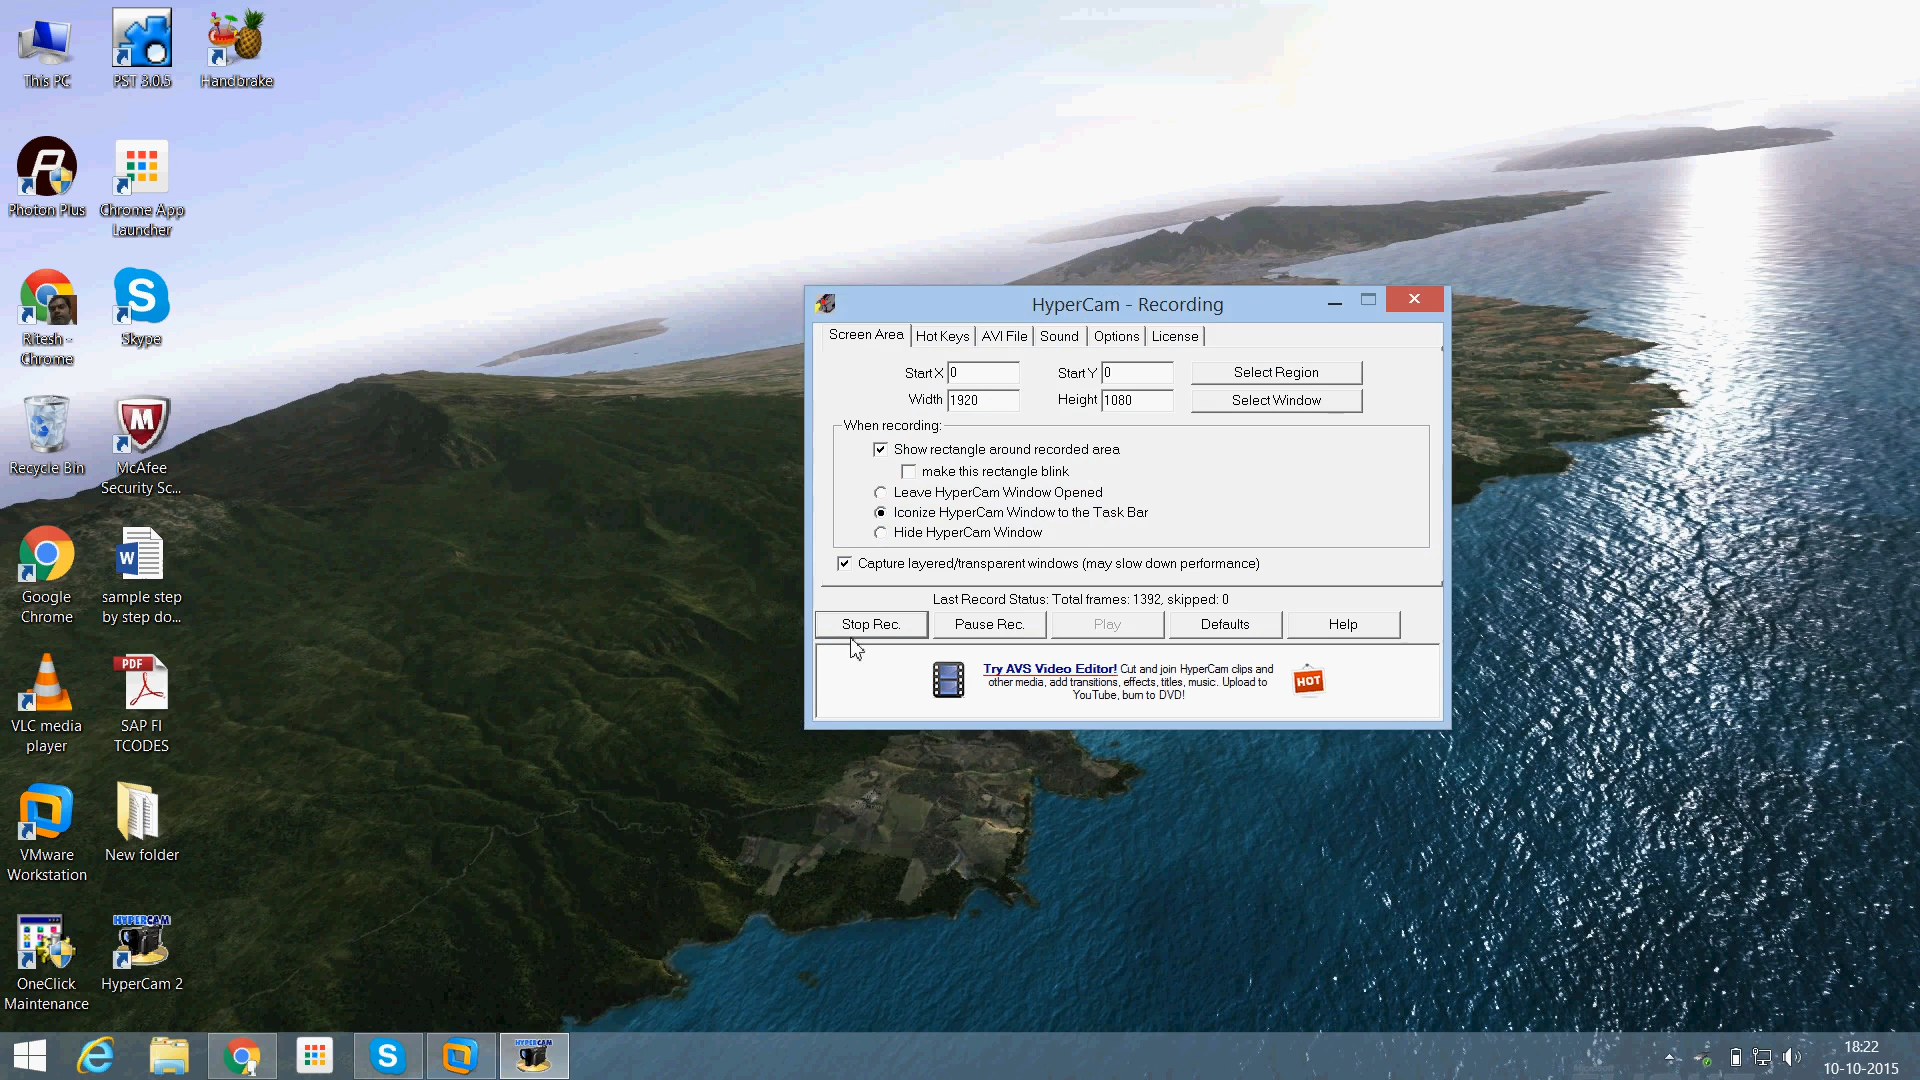 This PC
PST 3.0.5
Handbrake
Photon Plus
Chrome App
Launcher
Ritesh -
Chrome
Skype
Recycle Bin
McAfee
Security Sc...
Google
Chrome
sample step
by step do...
VLC media
player
PDF
SAP FI
TCODES
VMware
Workstation
New folder
OneClick
Maintenance
HYPERCAM
HyperCam 2
HyperCam - Recording
Screen Area
Hot Keys
AVI File
Sound
Options
License
Start X 0
Start Y 0
Select Region
Width 1920
Height 1080
Select Window
When recording:
Show rectangle around recorded area
make this rectangle blink
Leave HyperCam Window Opened
Iconize HyperCam Window to the Task Bar
Hide HyperCam Window
Capture layered/transparent windows (may slow down performance)
Last Record Status: Total frames: 1392, skipped: 0
Stop Rec.
Pause Rec.
Play
Defaults
Help
Try AVS Video Editor! Cut and join HyperCam clips and
other media, add transitions, effects, titles, music. Upload to
YouTube, burn to DVD!
HOT
HYPERCAM
18:22
10-10-2015